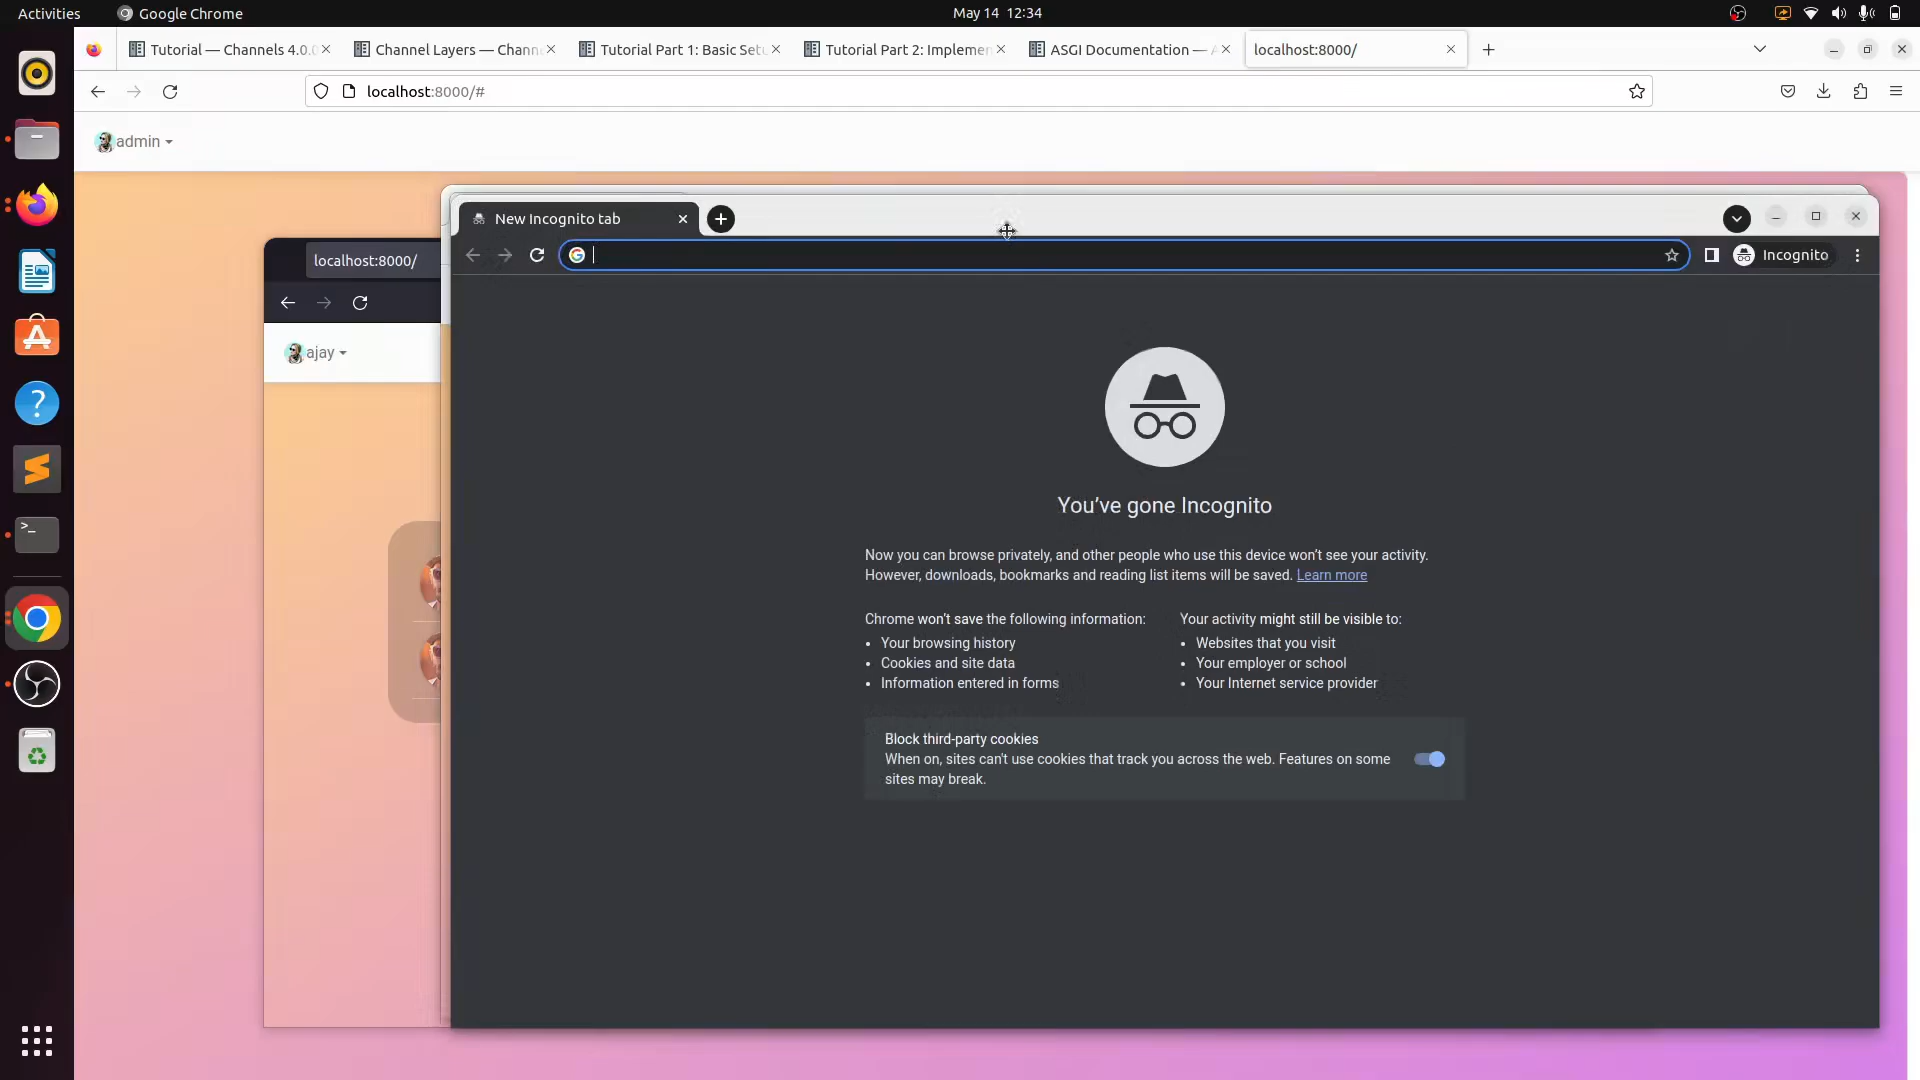 Activities
Google Chrome
May 14 12:34
Tutorial — Channels 4.0.0
Channel Layers — Chann
Tutorial Part 1: Basic Setu
Tutorial Part 2: Implemen
ASGI Documentation —
localhost:8000/
localhost:8000/#
admin
New Incognito tab
localhost:8000/
Incognito
ajay
You've gone Incognito
Now you can browse privately, and other people who use this device won't see your activity.
However, downloads, bookmarks and reading list items will be saved. Learn more
Chrome won't save the following information:
• Your browsing history
• Cookies and site data
• Information entered in forms
Your activity might still be visible to:
• Websites that you visit
• Your employer or school
• Your Internet service provider
Block third-party cookies
When on, sites can't use cookies that track you across the web. Features on some
sites may break.